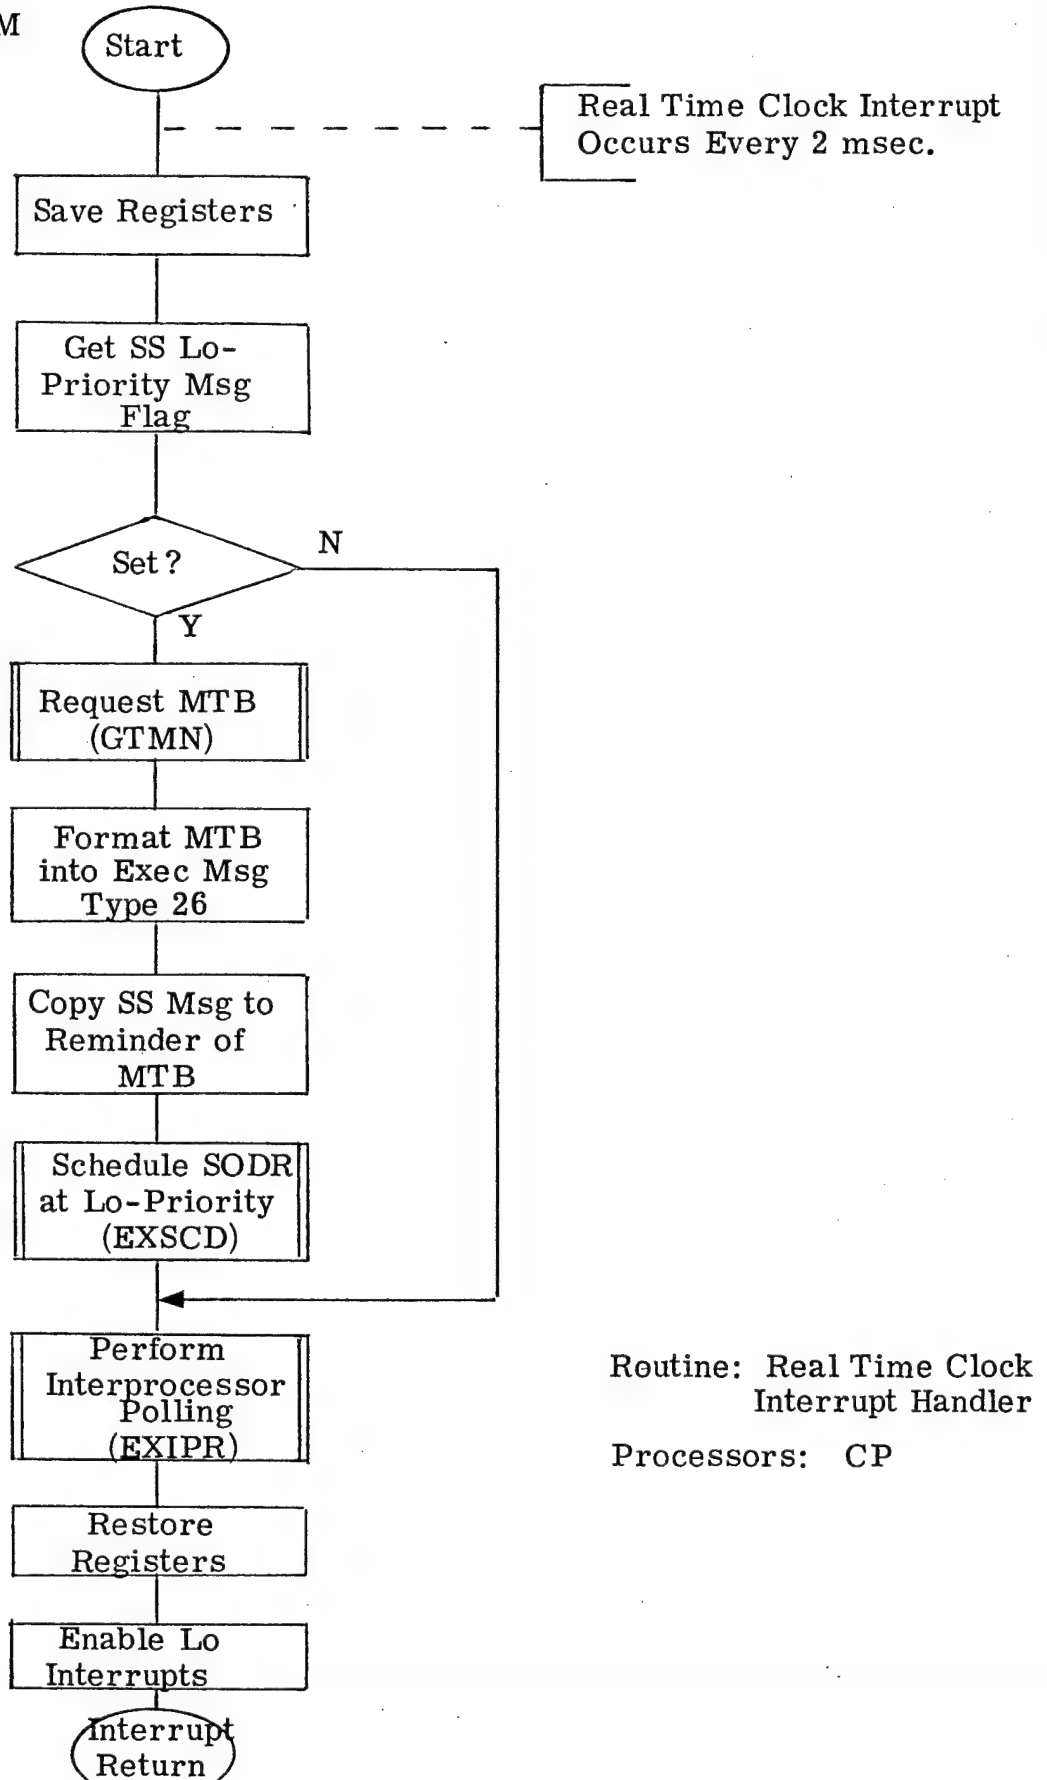 M
Start
Real Time Clock Interrupt
Occurs Every 2 msec.
Save Registers
Get SS Lo-
Priority Msg
Flag
Set?
N
Y
Request MTB
(GTMN)
Format MTB
into Exec Msg
Type 26
Copy SS Msg to
Reminder of
MTB
Schedule SODR
at Lo-Priority
(EXSCD)
Perform
Interprocessor
Polling
(EXIPR)
Routine: Real Time Clock
Interrupt Handler
Processors: CP
Restore
Registers
Enable Lo
Interrupts
Interrupt
Return